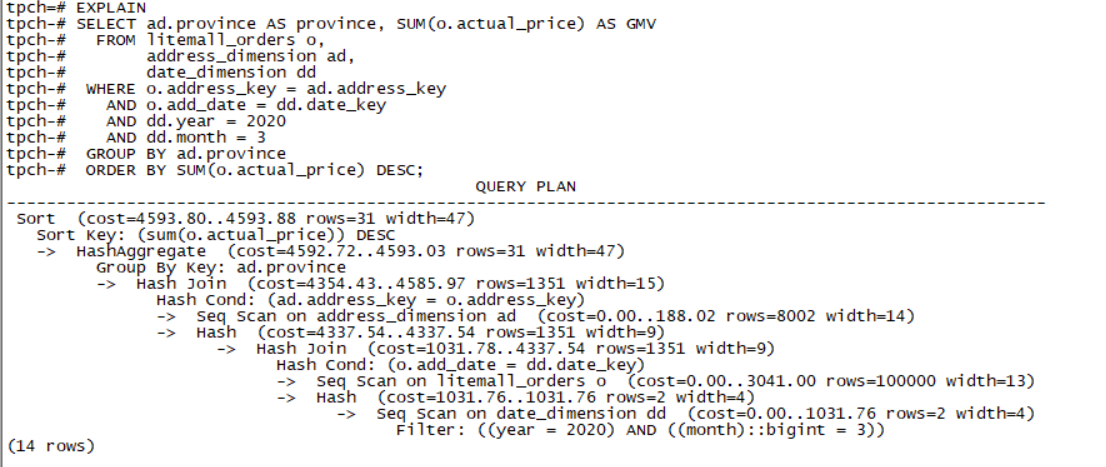 tpch=# EXPLAIN
tpch-# SELECT ad.province AS province, SUM(o.actual_price) AS GMV
tpch-#   FROM litemall_orders o,
tpch-#        address_dimension ad,
tpch-#        date_dimension dd
tpch-#  WHERE o.address_key = ad.address_key
tpch-#    AND o.add_date = dd.date_key
tpch-#    AND dd.year = 2020
tpch-#    AND dd.month = 3
tpch-#  GROUP BY ad.province
tpch-#  ORDER BY SUM(o.actual_price) DESC;
QUERY PLAN
--------------------------------------------------------------------------------------------------------
Sort  (cost=4593.80..4593.88 rows=31 width=47)
  Sort Key: (sum(o.actual_price)) DESC
  ->  HashAggregate  (cost=4592.72..4593.03 rows=31 width=47)
        Group By Key: ad.province
        ->  Hash Join  (cost=4354.43..4585.97 rows=1351 width=15)
              Hash Cond: (ad.address_key = o.address_key)
              ->  Seq Scan on address_dimension ad  (cost=0.00..188.02 rows=8002 width=14)
              ->  Hash  (cost=4337.54..4337.54 rows=1351 width=9)
                    ->  Hash Join  (cost=1031.78..4337.54 rows=1351 width=9)
                          Hash Cond: (o.add_date = dd.date_key)
                          ->  Seq Scan on litemall_orders o  (cost=0.00..3041.00 rows=100000 width=13)
                          ->  Hash  (cost=1031.76..1031.76 rows=2 width=4)
                                ->  Seq Scan on date_dimension dd  (cost=0.00..1031.76 rows=2 width=4)
                                      Filter: ((year = 2020) AND ((month)::bigint = 3))
(14 rows)